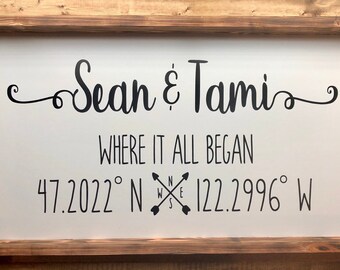 Sean & Tami
WHERE IT ALL BEGAN
N
47.2022° N W E 122.2996° W
S